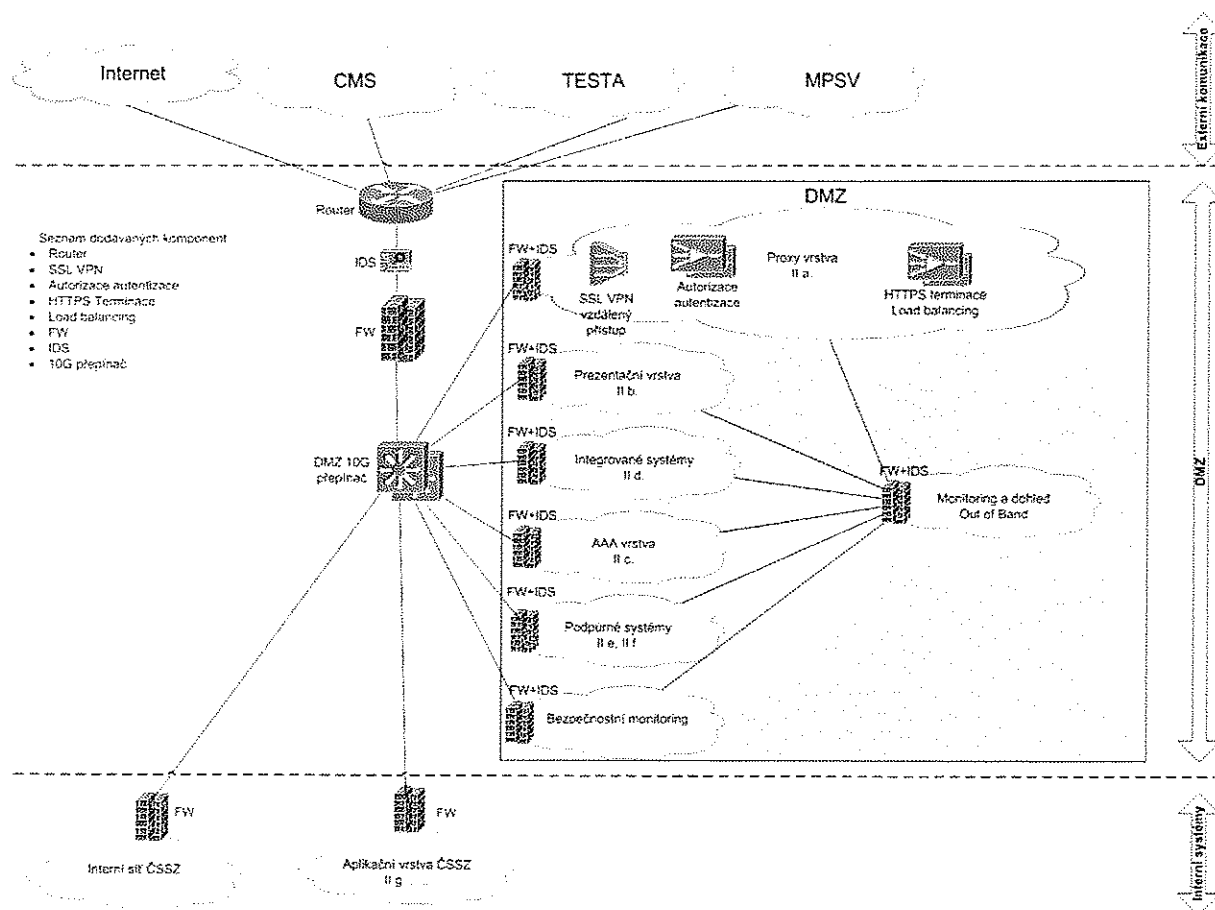 Internet
CMS
TESTA
MPSV
Externí komunikace
Router
DMZ
Seznam dodávaných komponent
• Router
• SSL VPN
• Autorizace autentizace
• HTTPS Terminace
• Load balancing
• FW
• IDS
• 10G přepínač
IDS
FW
FW+IDS
SSL VPN
vzdálený
přístup
Autorizace
autentizace
Proxy vrstva
II a.
HTTPS terminace
Load balancing
FW+IDS
Prezentační vrstva
II b.
DMZ 10G
přepínač
FW+IDS
Integrované systémy
II d.
FW+IDS
Monitoring a dohled
Out of Band
DMZ
FW+IDS
AAA vrstva
II c.
FW+IDS
Podpůrné systémy
II e, II f
FW+IDS
Bezpečnostní monitoring
FW
FW
Interní síť ČSSZ
Aplikační vrstva ČSSZ
II g
Interní systémy